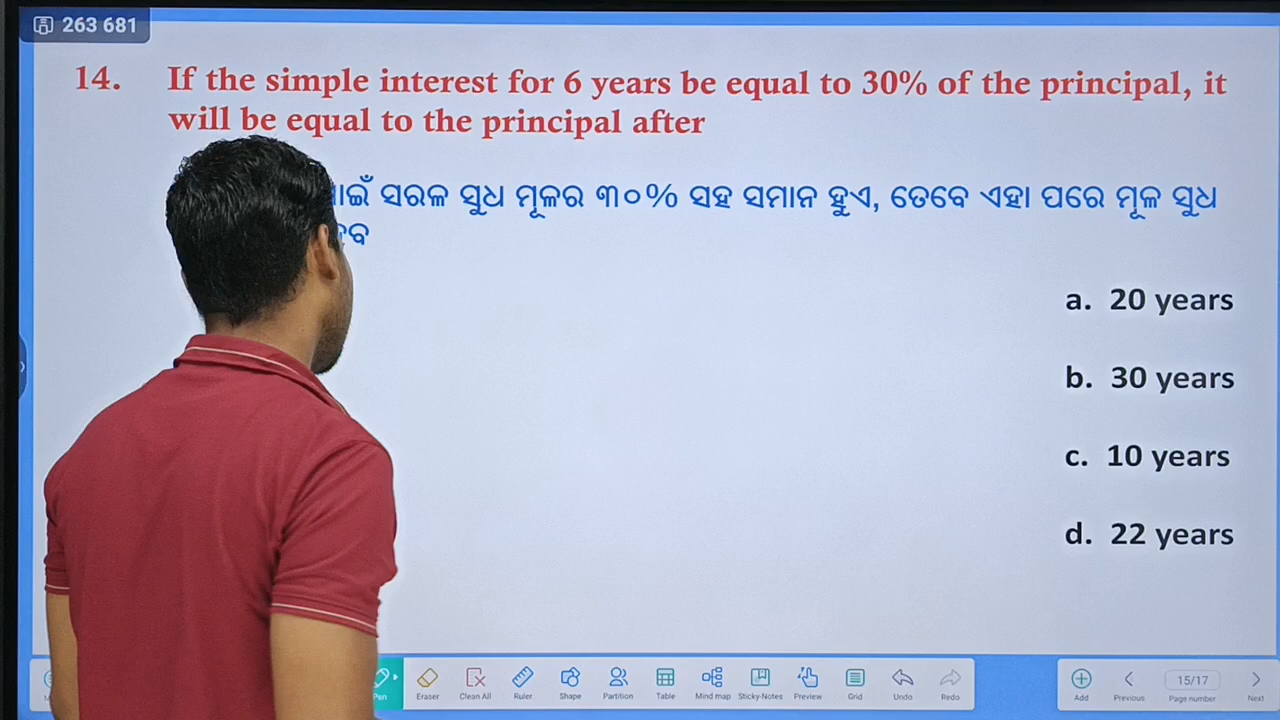 263 681
14. If the simple interest for 6 years be equal to 30% of the principal, it
will be equal to the principal after
ସରଳ ସୁଧ ମୂଳର ୩୦% ସହ ସମାନ ହୁଏ, ତେବେ ଏହା ପରେ ମୂଳ ସୁଧ
a. 20 years
b. 30 years
c. 10 years
d. 22 years
Pen Eraser Clean All Ruler Shape Partition Table Mind map Sticky-Notes Preview Grid Undo Redo Add Previous 15/17 Page number Next